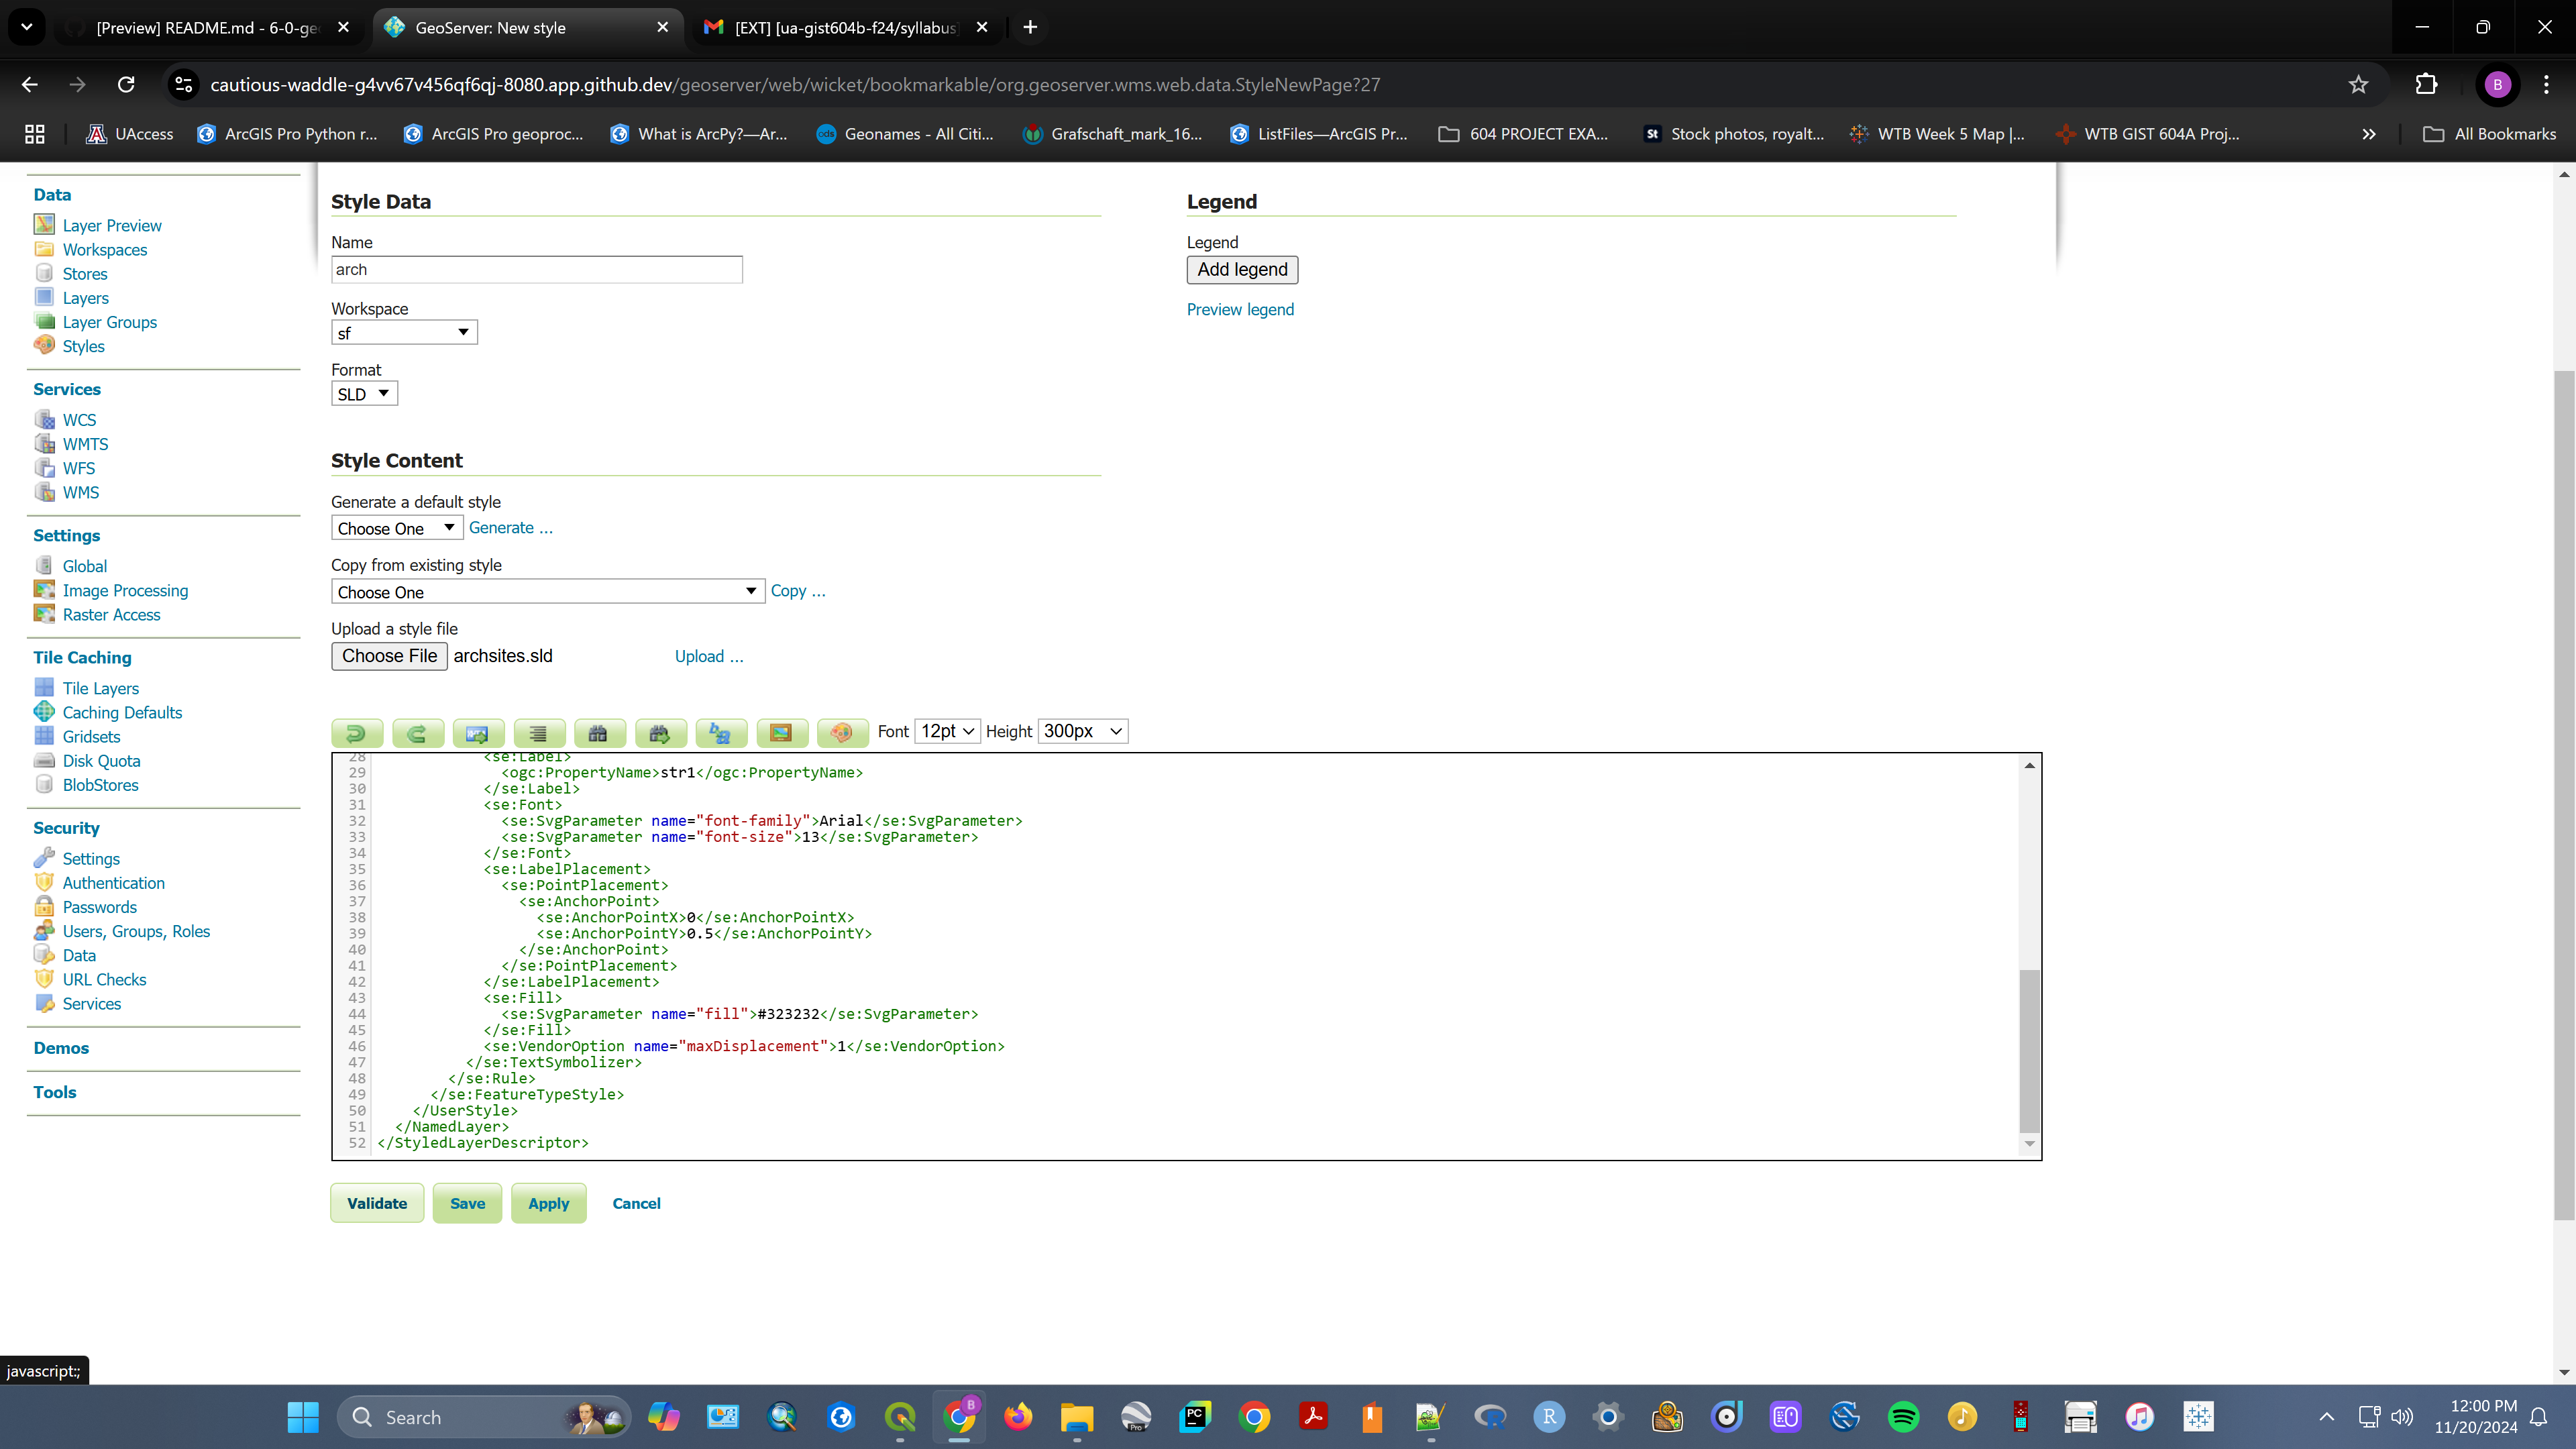 [Preview] README.md - 6-0-ge
GeoServer: New style
[EXT] [ua-gist604b-f24/syllabus]
cautious-waddle-g4vv67v456qf6qj-8080.app.github.dev/geoserver/web/wicket/bookmarkable/org.geoserver.wms.web.data.StyleNewPage?27
B
UAccess
ArcGIS Pro Python r...
ArcGIS Pro geoproc...
What is ArcPy?—Ar...
Geonames - All Citi...
Grafschaft_mark_16...
ListFiles—ArcGIS Pr...
604 PROJECT EXA...
Stock photos, royalt...
WTB Week 5 Map |...
WTB GIST 604A Proj...
All Bookmarks
Data
Layer Preview
Workspaces
Stores
Layers
Layer Groups
Styles
Services
WCS
WMTS
WFS
WMS
Settings
Global
Image Processing
Raster Access
Tile Caching
Tile Layers
Caching Defaults
Gridsets
Disk Quota
BlobStores
Security
Settings
Authentication
Passwords
Users, Groups, Roles
Data
URL Checks
Services
Demos
Tools
Style Data
Name
arch
Workspace
sf
Format
SLD
Legend
Legend
Add legend
Preview legend
Style Content
Generate a default style
Choose One Generate ...
Copy from existing style
Choose One Copy ...
Upload a style file
Choose File archsites.sld Upload ...
Font 12pt Height 300px
28 <se:Label>
29 <ogc:PropertyName>str1</ogc:PropertyName>
30 </se:Label>
31 <se:Font>
32 <se:SvgParameter name="font-family">Arial</se:SvgParameter>
33 <se:SvgParameter name="font-size">13</se:SvgParameter>
34 </se:Font>
35 <se:LabelPlacement>
36 <se:PointPlacement>
37 <se:AnchorPoint>
38 <se:AnchorPointX>0</se:AnchorPointX>
39 <se:AnchorPointY>0.5</se:AnchorPointY>
40 </se:AnchorPoint>
41 </se:PointPlacement>
42 </se:LabelPlacement>
43 <se:Fill>
44 <se:SvgParameter name="fill">#323232</se:SvgParameter>
45 </se:Fill>
46 <se:VendorOption name="maxDisplacement">1</se:VendorOption>
47 </se:TextSymbolizer>
48 </se:Rule>
49 </se:FeatureTypeStyle>
50 </UserStyle>
51 </NamedLayer>
52 </StyledLayerDescriptor>
Validate Save Apply Cancel
javascript:;
Search
12:00 PM
11/20/2024